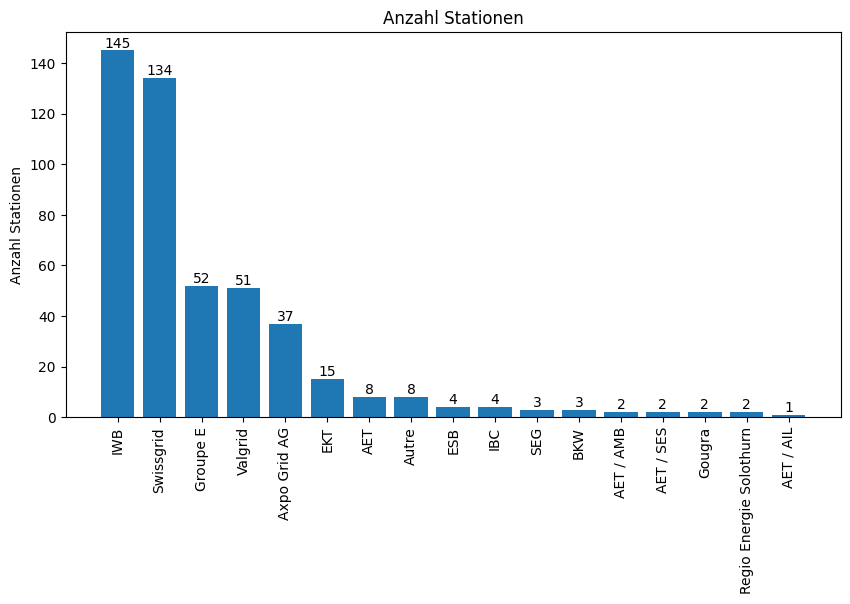 Anzahl Stationen
Anzahl Stationen
140
120
100
80
60
40
20
0
145
134
52
51
37
15
8
8
4
4
3
3
2
2
2
2
1
IWB
Swissgrid
Groupe E
Valgrid
Axpo Grid AG
EKT
AET
Autre
ESB
IBC
SEG
BKW
AET / AMB
AET / SES
Gougra
Regio Energie Solothurn
AET / AIL